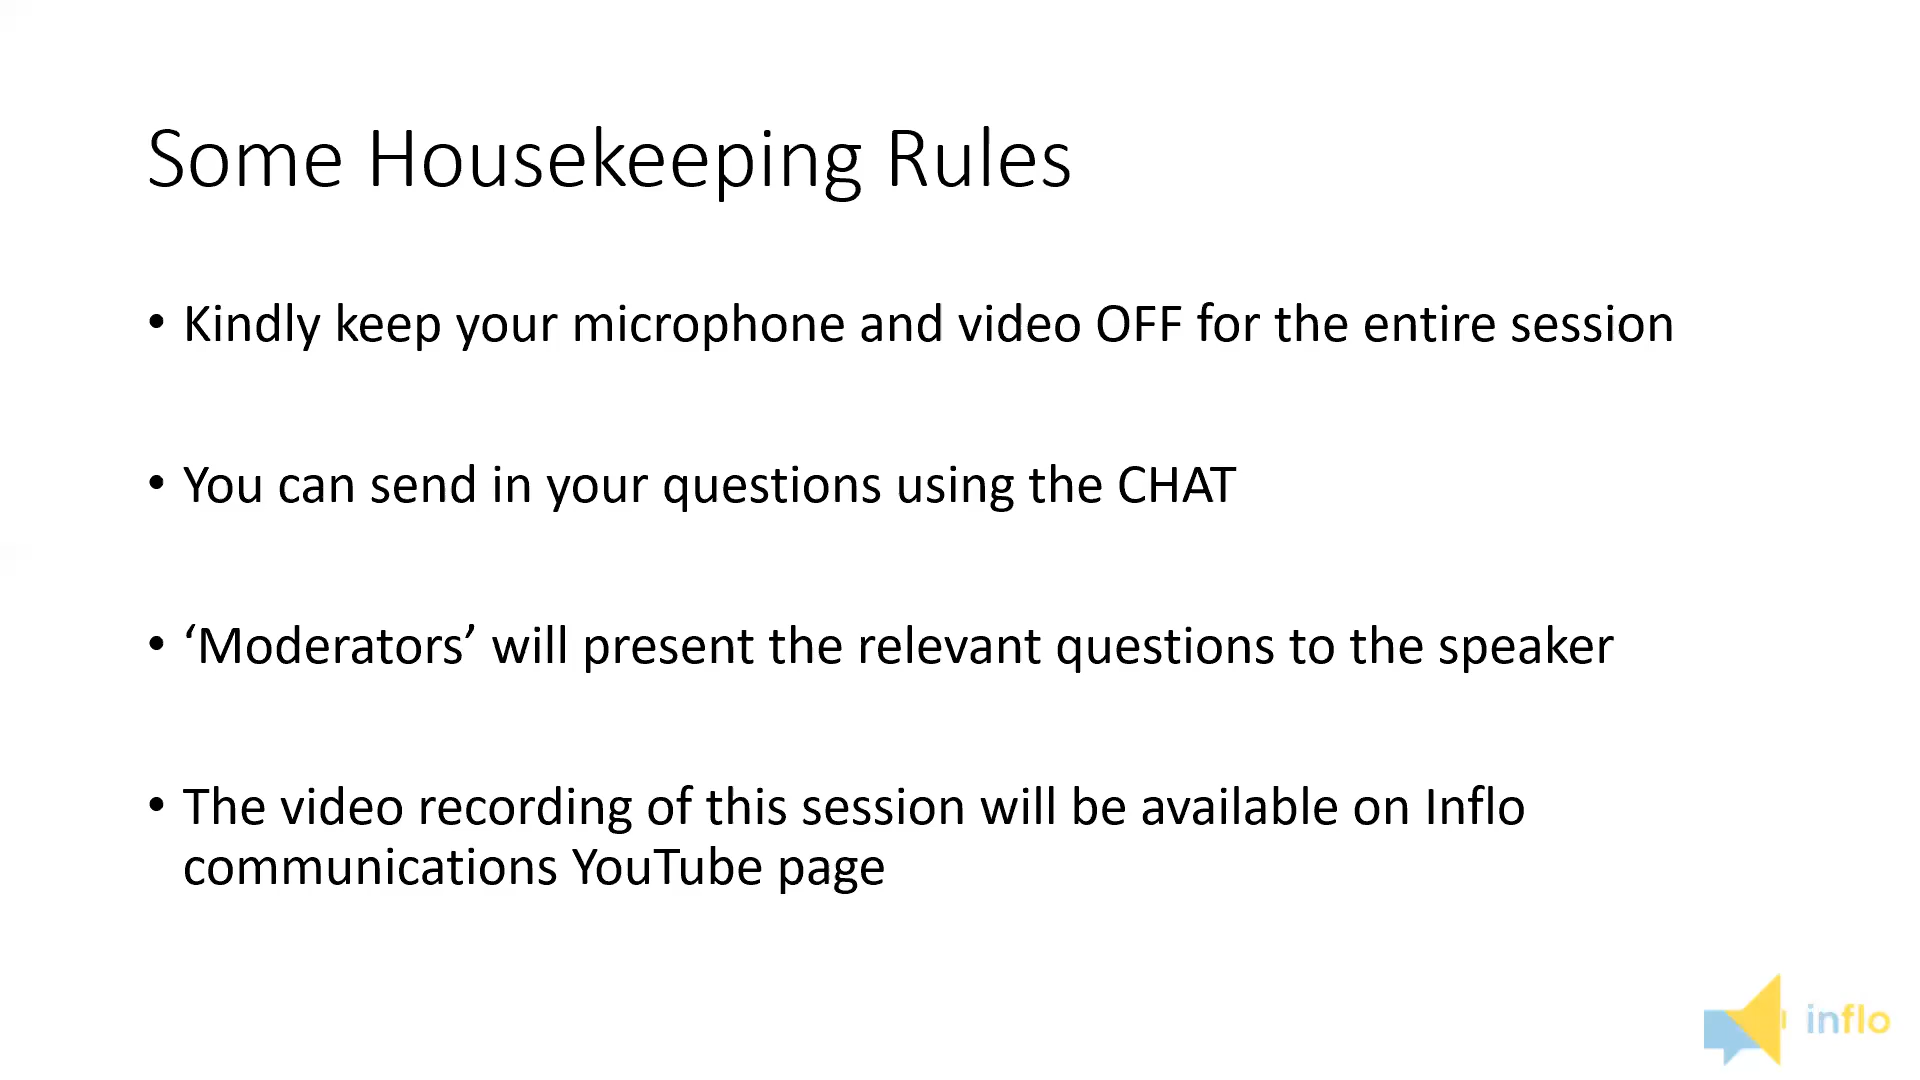 Some Housekeeping Rules
• Kindly keep your microphone and video OFF for the entire session
• You can send in your questions using the CHAT
• ‘Moderators’ will present the relevant questions to the speaker
• The video recording of this session will be available on Inflo
communications YouTube page
inflo